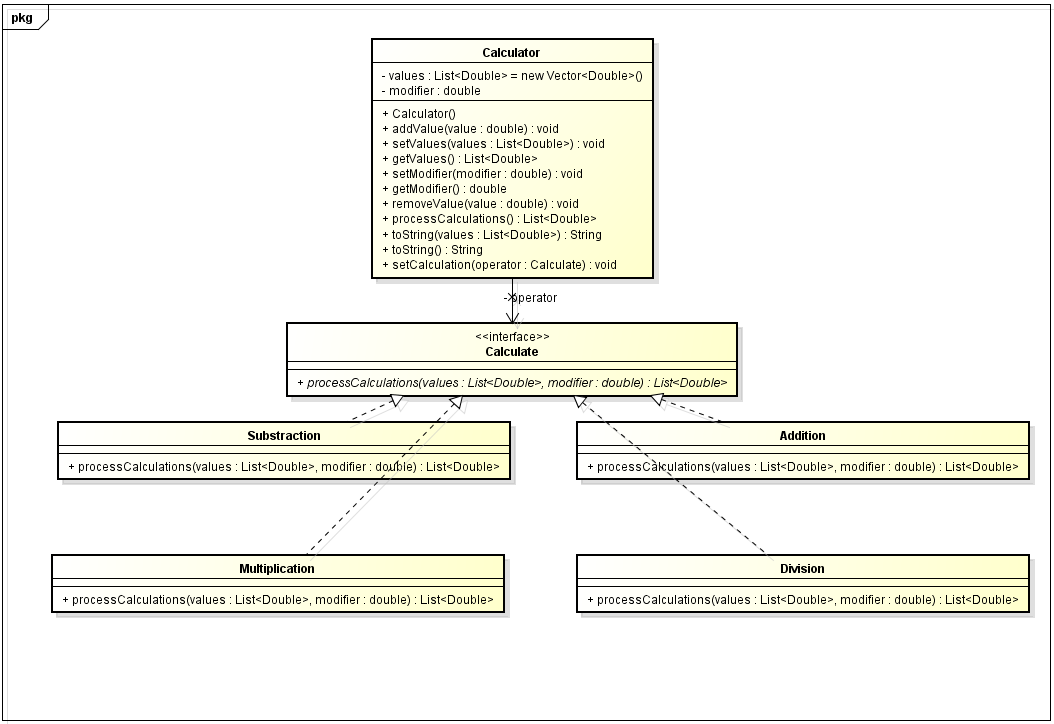 pkg
Calculator
- values : List<Double> = new Vector<Double>()
- modifier : double
+ Calculator()
+ addValue(value : double) : void
+ setValues(values : List<Double>) : void
+ getValues() : List<Double>
+ setModifier(modifier : double) : void
+ getModifier() : double
+ removeValue(value : double) : void
+ processCalculations() : List<Double>
+ toString(values : List<Double>) : String
+ toString() : String
+ setCalculation(operator : Calculate) : void
- operator
<<interface>>
Calculate
+ processCalculations(values : List<Double>, modifier : double) : List<Double>
Substraction
+ processCalculations(values : List<Double>, modifier : double) : List<Double>
Addition
+ processCalculations(values : List<Double>, modifier : double) : List<Double>
Multiplication
+ processCalculations(values : List<Double>, modifier : double) : List<Double>
Division
+ processCalculations(values : List<Double>, modifier : double) : List<Double>